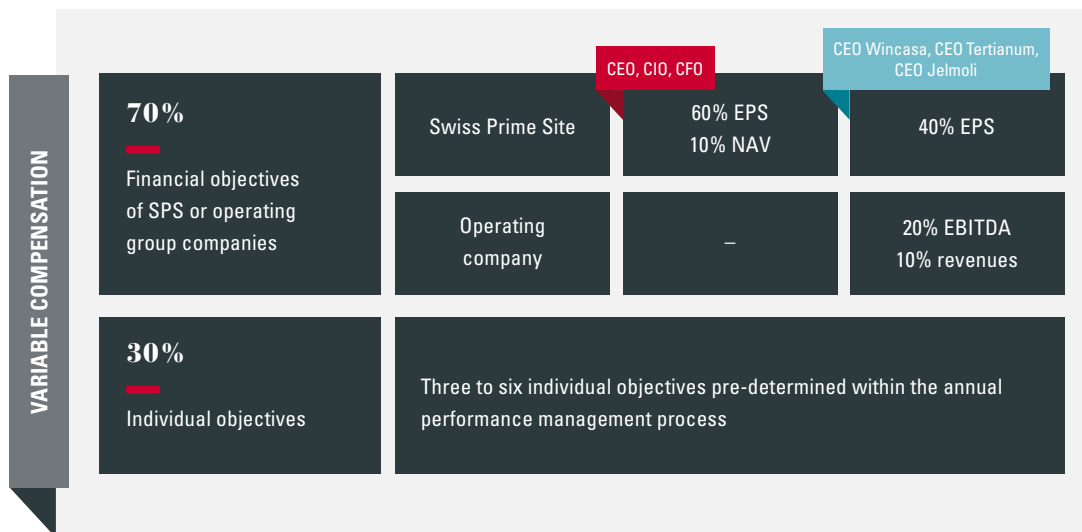 VARIABLE COMPENSATION
CEO, CIO, CFO
CEO Wincasa, CEO Tertianum,
CEO Jelmoli
70%
Financial objectives
of SPS or operating
group companies
Swiss Prime Site
60% EPS
10% NAV
40% EPS
Operating
company
–
20% EBITDA
10% revenues
30%
Individual objectives
Three to six individual objectives pre-determined within the annual
performance management process